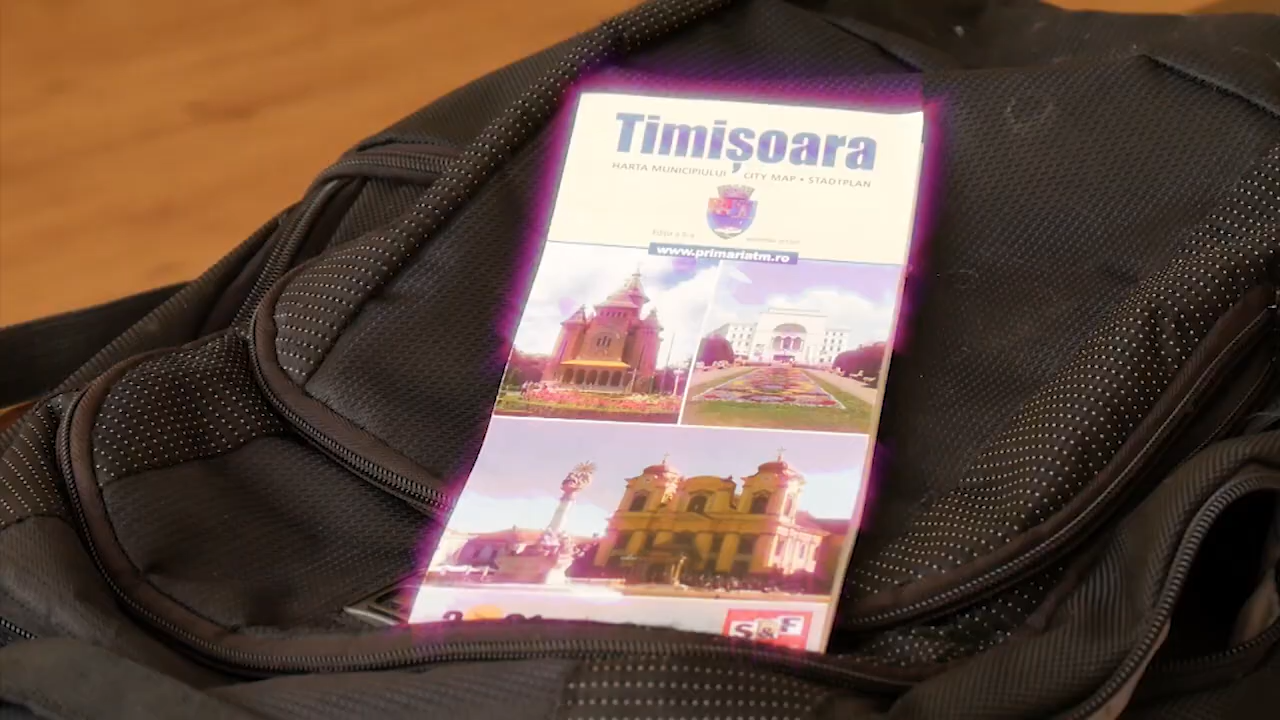 Timișoara
HARTA MUNICIPIULUI CITY MAP • STADTPLAN
www.primariatm.ro
S&F